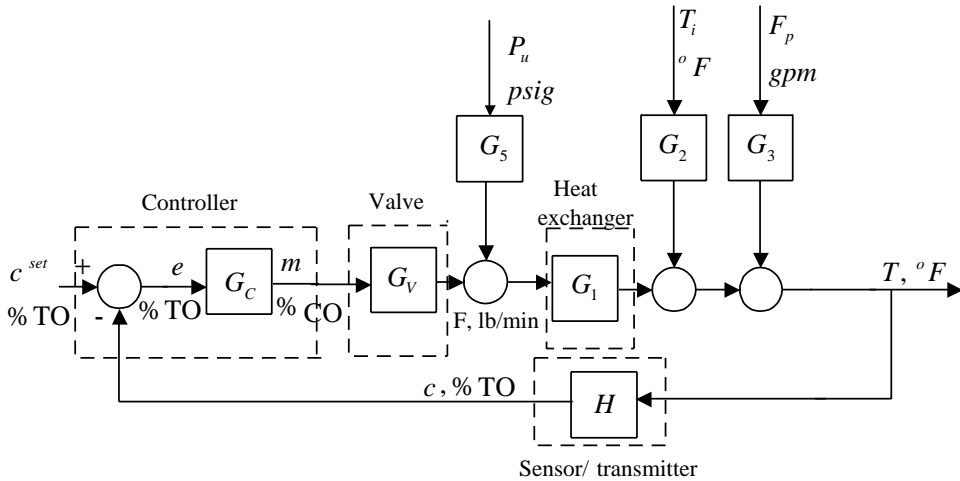 P_u
psig
T_i
°F
F_p
gpm
G_5
G_2
G_3
Controller
Valve
Heat
exchanger
c^set
+
e
m
G_C
G_V
G_1
T, °F
% TO
-
% TO
% CO
F, lb/min
c, % TO
H
Sensor/ transmitter